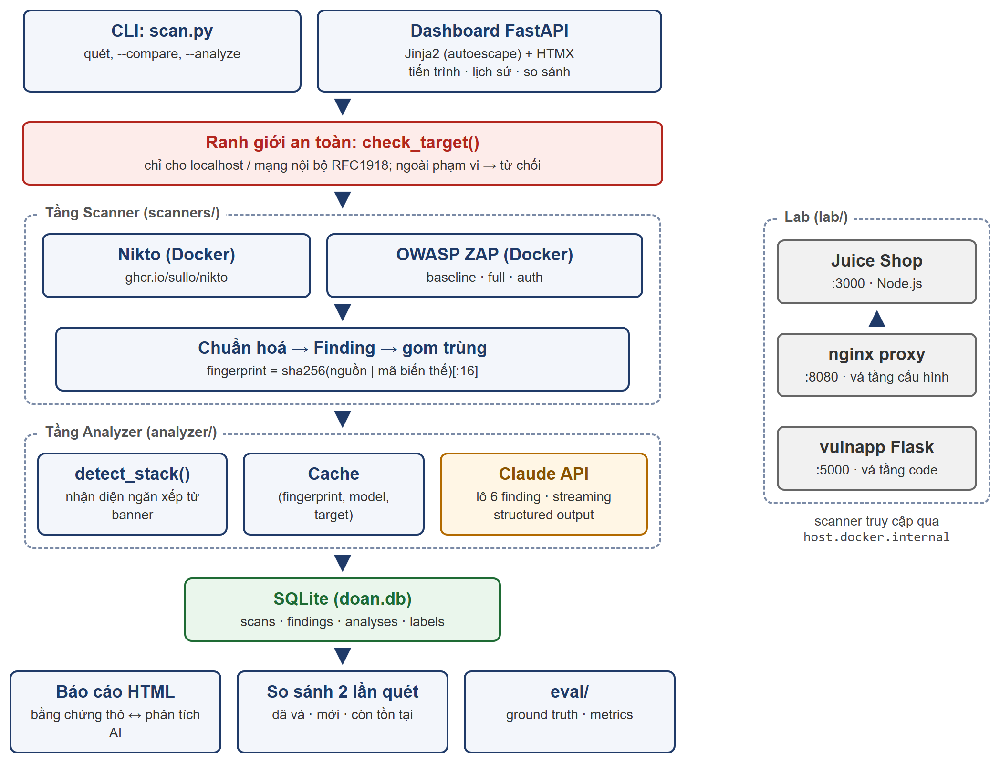 CLI: scan.py
quét, --compare, --analyze
Dashboard FastAPI
Jinja2 (autoescape) + HTMX
tiến trình · lịch sử · so sánh
Ranh giới an toàn: check_target()
chỉ cho localhost / mạng nội bộ RFC1918; ngoài phạm vi → từ chối
Tầng Scanner (scanners/)
Nikto (Docker)
ghcr.io/sullo/nikto
OWASP ZAP (Docker)
baseline · full · auth
Chuẩn hoá → Finding → gom trùng
fingerprint = sha256(nguồn | mã biến thể)[:16]
Tầng Analyzer (analyzer/)
detect_stack()
nhận diện ngăn xếp từ
banner
Cache
(fingerprint, model,
target)
Claude API
lô 6 finding · streaming
structured output
SQLite (doan.db)
scans · findings · analyses · labels
Báo cáo HTML
bằng chứng thô ↔ phân tích
AI
So sánh 2 lần quét
đã vá · mới · còn tồn tại
eval/
ground truth · metrics
Lab (lab/)
Juice Shop
:3000 · Node.js
nginx proxy
:8080 · vá tầng cấu hình
vulnapp Flask
:5000 · vá tầng code
scanner truy cập qua
host.docker.internal